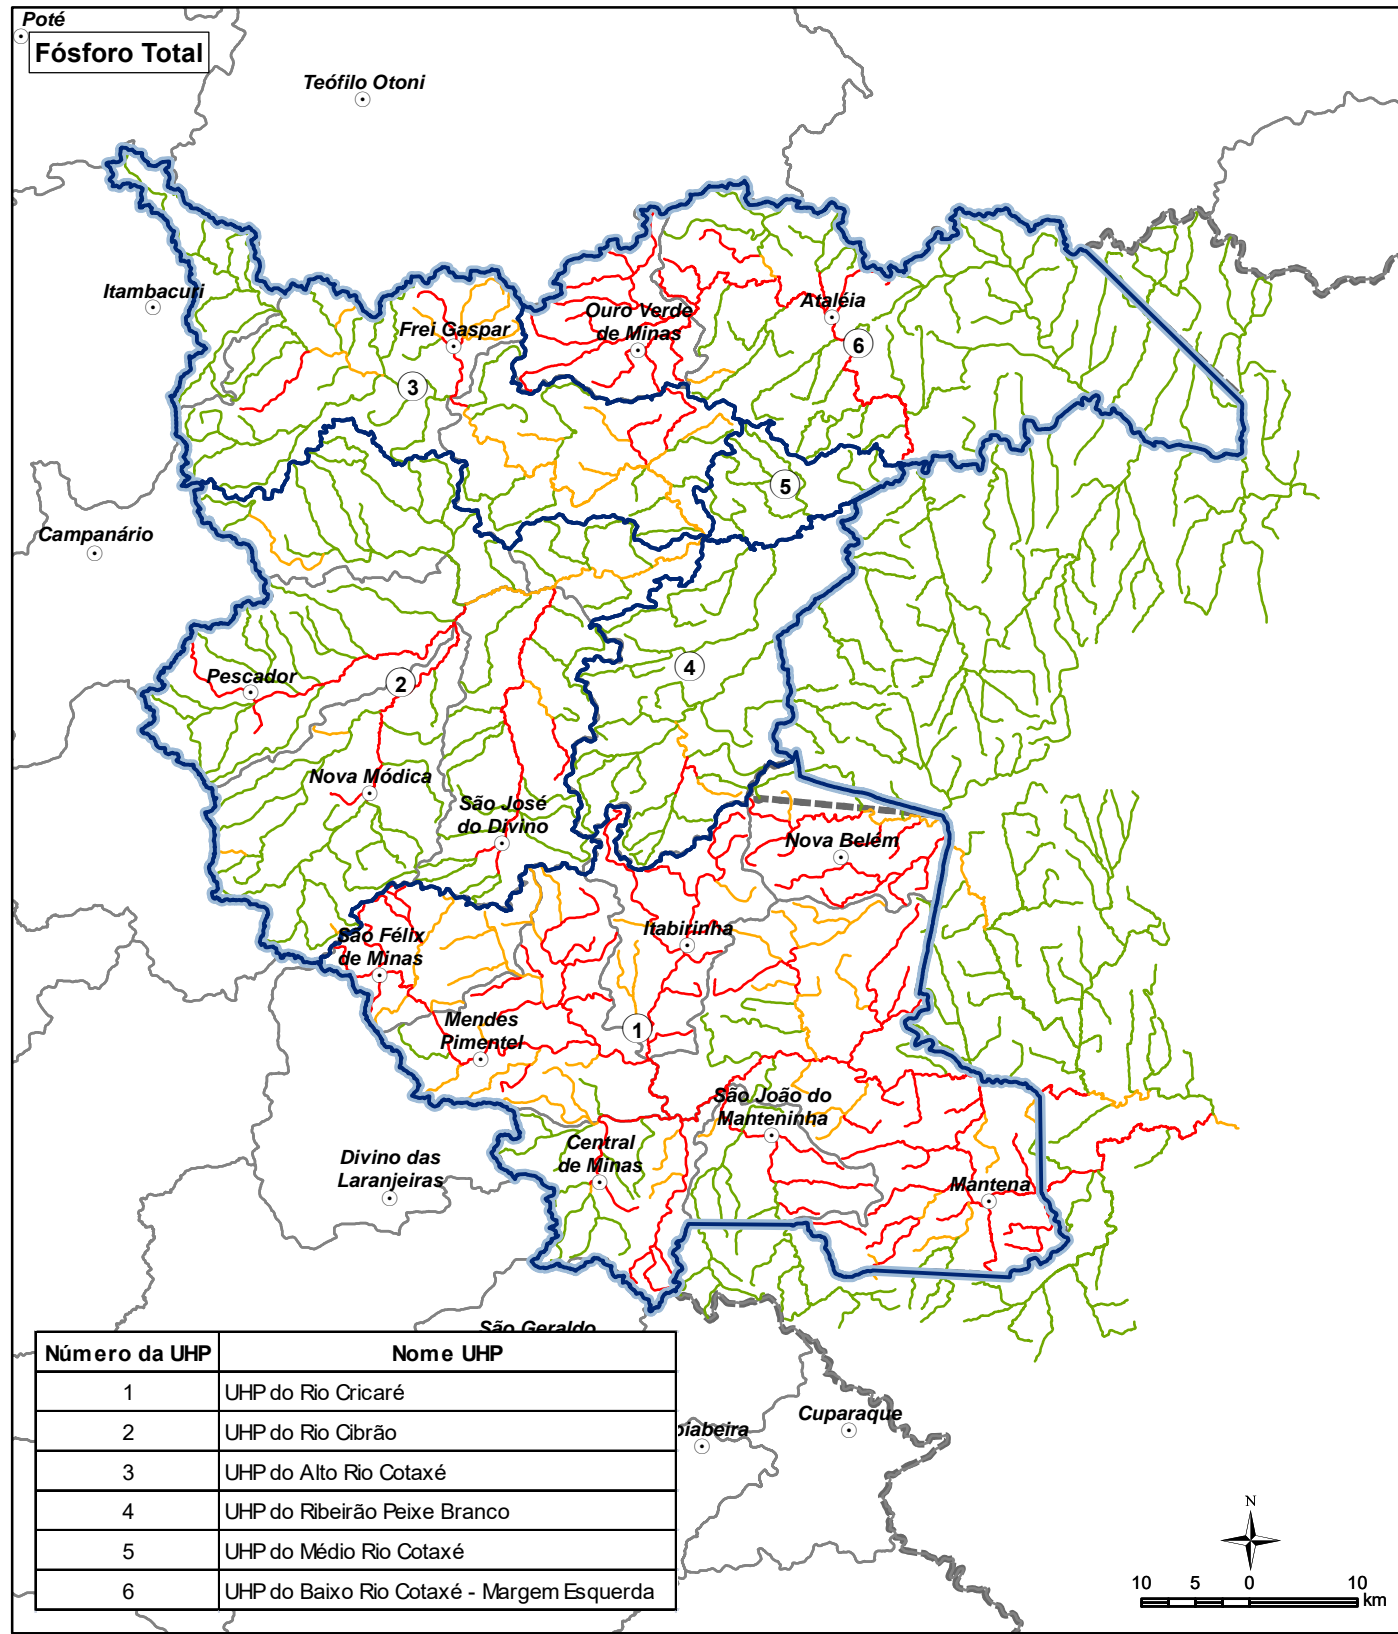 Poté
Fósforo Total
Teófilo Otoni
Itambacuri
Frei Gaspar
Ouro Verde
de Minas
Ataléia
6
3
5
Campanário
4
Pescador
2
Nova Módica
São José
do Divino
Nova Belém
Itabirinha
São Félix
de Minas
Mendes
Pimentel
1
São João do
Manteninha
Central
de Minas
Divino das
Laranjeiras
Mantena
São Geraldo
Número da UHP Nome UHP
1 UHP do Rio Cricaré
2 UHP do Rio Cibrão
3 UHP do Alto Rio Cotaxé
4 UHP do Ribeirão Peixe Branco
5 UHP do Médio Rio Cotaxé
6 UHP do Baixo Rio Cotaxé - Margem Esquerda
Cuparaque
N
10 5 0 10
km